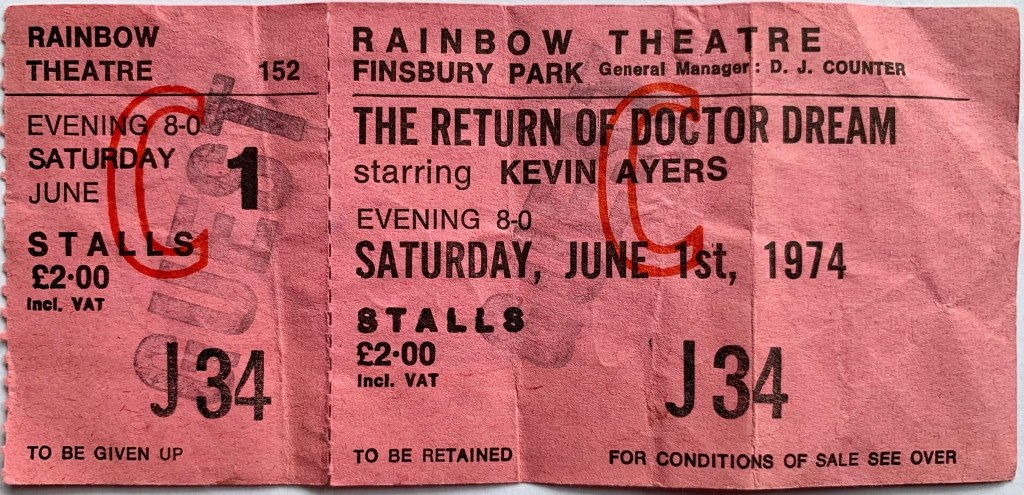 RAINBOW
THEATRE 152
EVENING 8-0
SATURDAY
JUNE 1
C
STALLS
£2·00
Incl. VAT
GUEST
J 34
TO BE GIVEN UP
RAINBOW THEATRE
FINSBURY PARK General Manager: D. J. COUNTER
THE RETURN OF DOCTOR DREAM
starring KEVIN AYERS
EVENING 8-0
SATURDAY, JUNE 1st, 1974
C
STALLS
£2·00
Incl. VAT
GUEST
J 34
TO BE RETAINED FOR CONDITIONS OF SALE SEE OVER